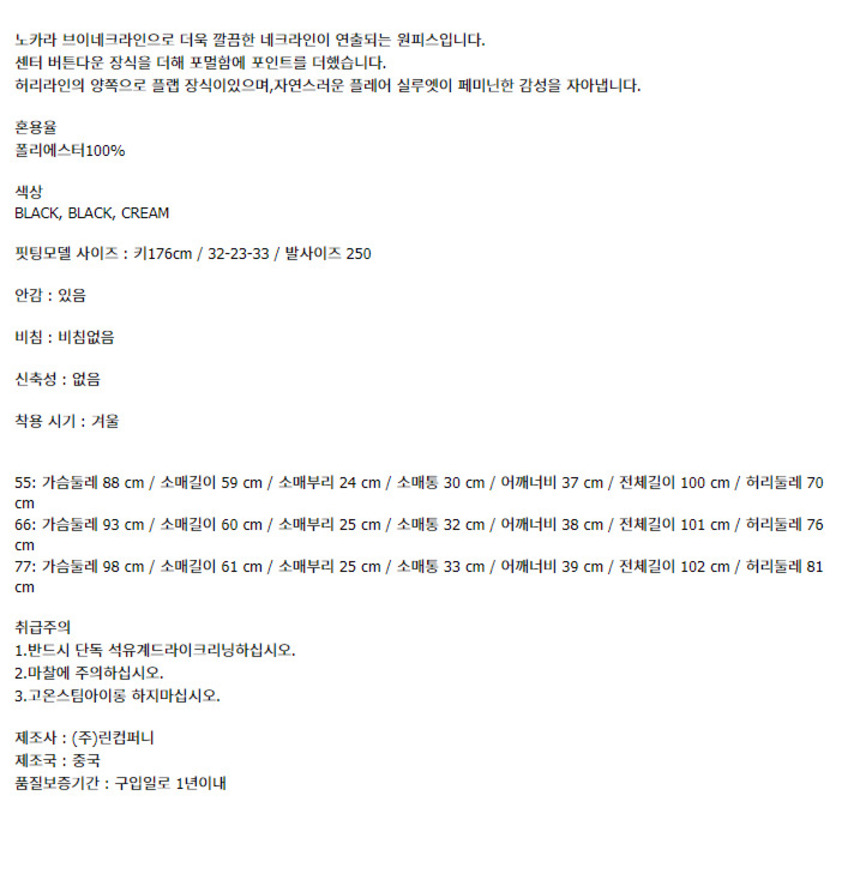 노카라 브이네크라인으로 더욱 깔끔한 네크라인이 연출되는 원피스입니다.
센터 버튼다운 장식을 더해 포멀함에 포인트를 더했습니다.
허리라인의 양쪽으로 플랩 장식이있으며,자연스러운 플레어 실루엣이 페미닌한 감성을 자아냅니다.
혼용율
폴리에스터100%
색상
BLACK, BLACK, CREAM
핏팅모델 사이즈 : 키176cm / 32-23-33 / 발사이즈 250
안감 : 있음
비침 : 비침없음
신축성 : 없음
착용 시기 : 겨울
55: 가슴둘레 88 cm / 소매길이 59 cm / 소매부리 24 cm / 소매통 30 cm / 어깨너비 37 cm / 전체길이 100 cm / 허리둘레 70
cm
66: 가슴둘레 93 cm / 소매길이 60 cm / 소매부리 25 cm / 소매통 32 cm / 어깨너비 38 cm / 전체길이 101 cm / 허리둘레 76
cm
77: 가슴둘레 98 cm / 소매길이 61 cm / 소매부리 25 cm / 소매통 33 cm / 어깨너비 39 cm / 전체길이 102 cm / 허리둘레 81
cm
취급주의
1.반드시 단독 석유계드라이크리닝하십시오.
2.마찰에 주의하십시오.
3.고온스팀아이롱 하지마십시오.
제조사 : (주)린컴퍼니
제조국 : 중국
품질보증기간 : 구입일로 1년이내